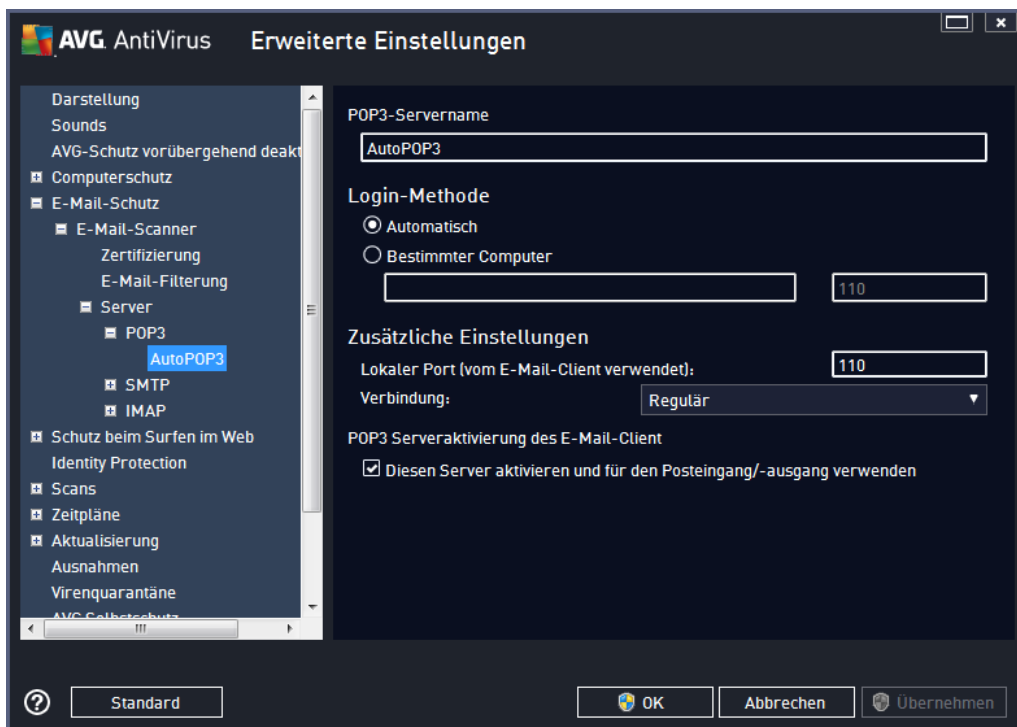 AVG. AntiVirus Erweiterte Einstellungen
Darstellung
Sounds
AVG-Schutz vorübergehend deakt
Computerschutz
E-Mail-Schutz
E-Mail-Scanner
Zertifizierung
E-Mail-Filterung
Server
POP3
AutoPOP3
SMTP
IMAP
Schutz beim Surfen im Web
Identity Protection
Scans
Zeitpläne
Aktualisierung
Ausnahmen
Virenquarantäne
AVG Selbstschutz
POP3-Servername
AutoPOP3
Login-Methode
Automatisch
Bestimmter Computer
110
Zusätzliche Einstellungen
Lokaler Port (vom E-Mail-Client verwendet): 110
Verbindung: Regulär
POP3 Serveraktivierung des E-Mail-Client
Diesen Server aktivieren und für den Posteingang/-ausgang verwenden
Standard OK Abbrechen Übernehmen